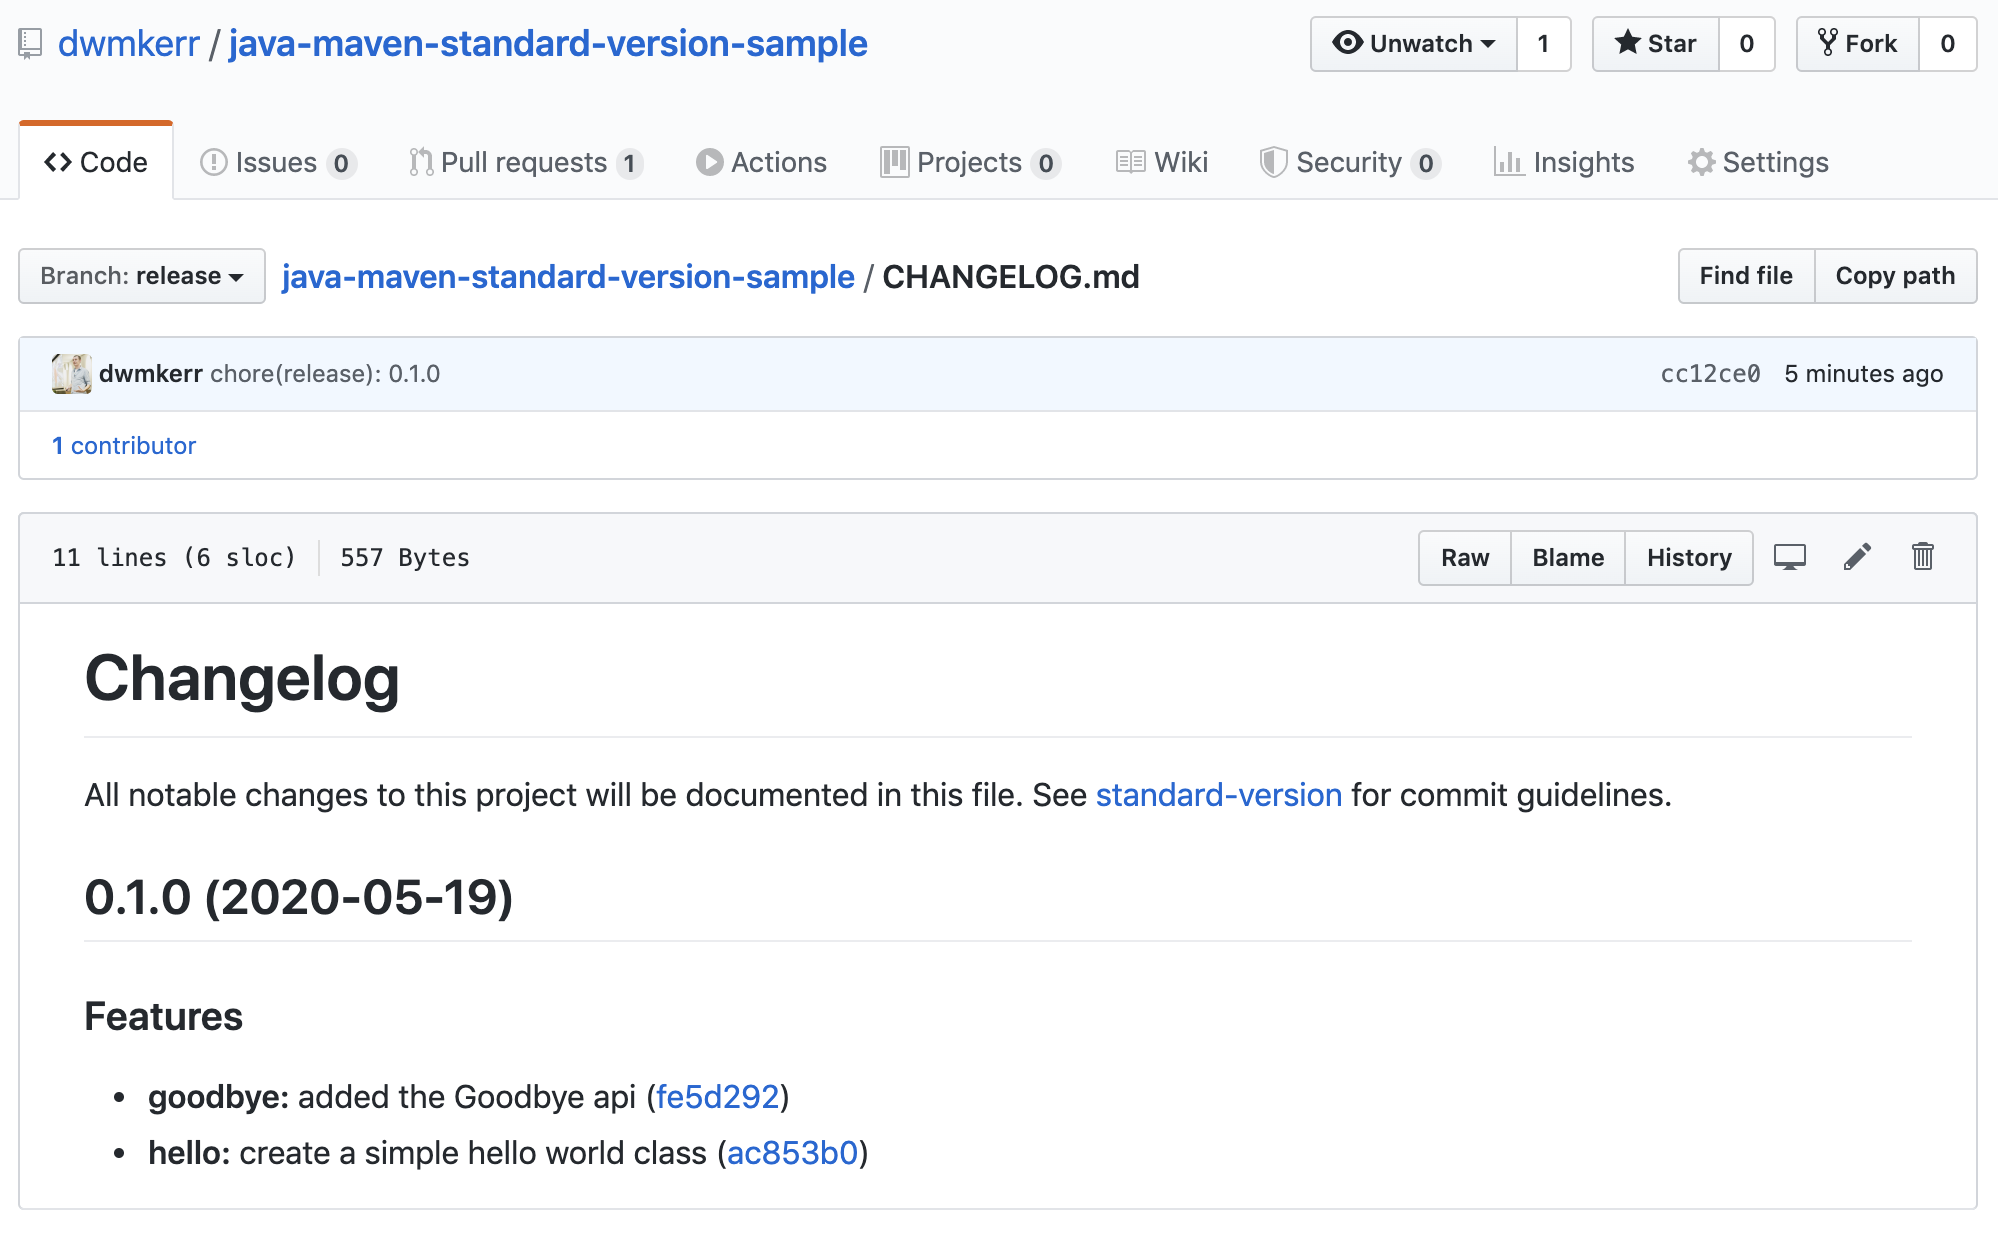 dwmkerr / java-maven-standard-version-sample Unwatch 1 Star 0 Fork 0
Code Issues 0 Pull requests 1 Actions Projects 0 Wiki Security 0 Insights Settings
Branch: release java-maven-standard-version-sample / CHANGELOG.md Find file Copy path
dwmkerr chore(release): 0.1.0 cc12ce0 5 minutes ago
1 contributor
11 lines (6 sloc) 557 Bytes Raw Blame History
Changelog
All notable changes to this project will be documented in this file. See standard-version for commit guidelines.
0.1.0 (2020-05-19)
Features
• goodbye: added the Goodbye api (fe5d292)
• hello: create a simple hello world class (ac853b0)